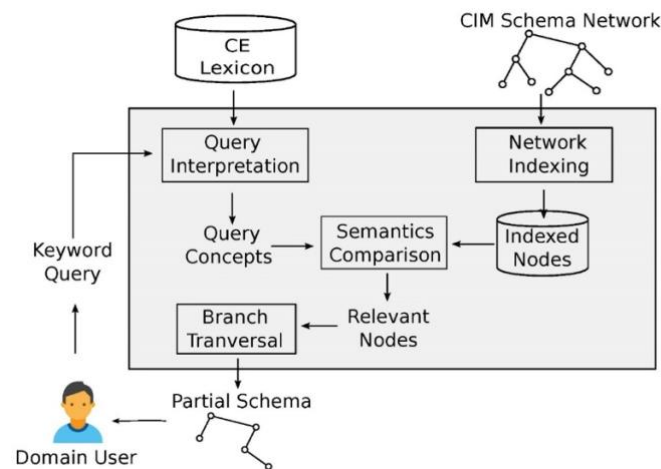 CE
Lexicon
CIM Schema Network
Query
Interpretation
Network
Indexing
Keyword
Query
Query
Concepts
Semantics
Comparison
Indexed
Nodes
Branch
Tranversal
Relevant
Nodes
Partial Schema
Domain User